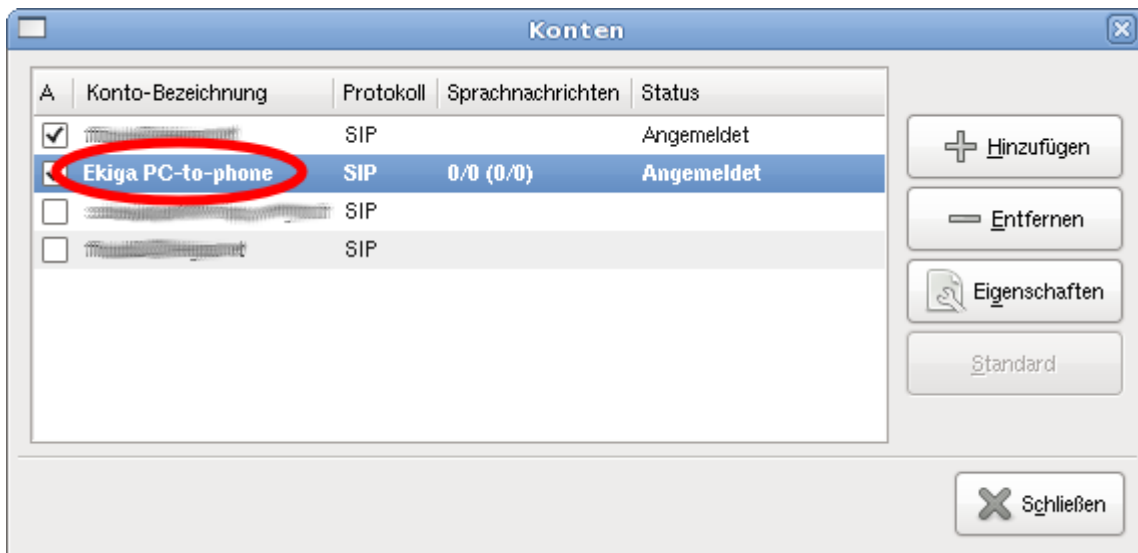 Konten
A Konto-Bezeichnung Protokoll Sprachnachrichten Status
SIP Angemeldet
Ekiga PC-to-phone SIP 0/0 (0/0) Angemeldet
SIP
SIP
Hinzufügen
Entfernen
Eigenschaften
Standard
Schließen